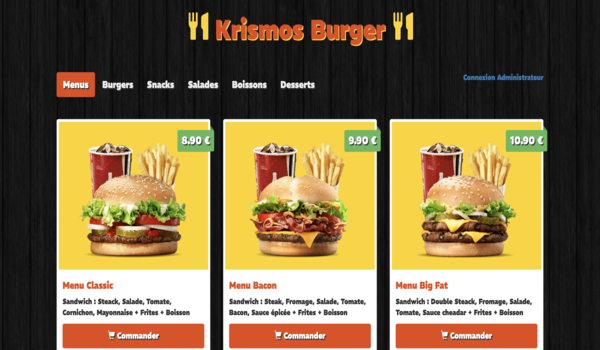 Krismos Burger
Connexion Administrateur
Menus Burgers Snacks Salades Boissons Desserts
8.90 €
9.90 €
10.90 €
Menu Classic
Sandwich : Steack, Salade, Tomate,
Cornichon, Mayonnaise + Frites + Boisson
Commander
Menu Bacon
Sandwich : Steak, Fromage, Salade, Tomate,
Bacon, Sauce épicée + Frites + Boisson
Commander
Menu Big Fat
Sandwich : Double Steack, Fromage, Salade,
Tomate, Sauce cheadar + Frites + Boisson
Commander